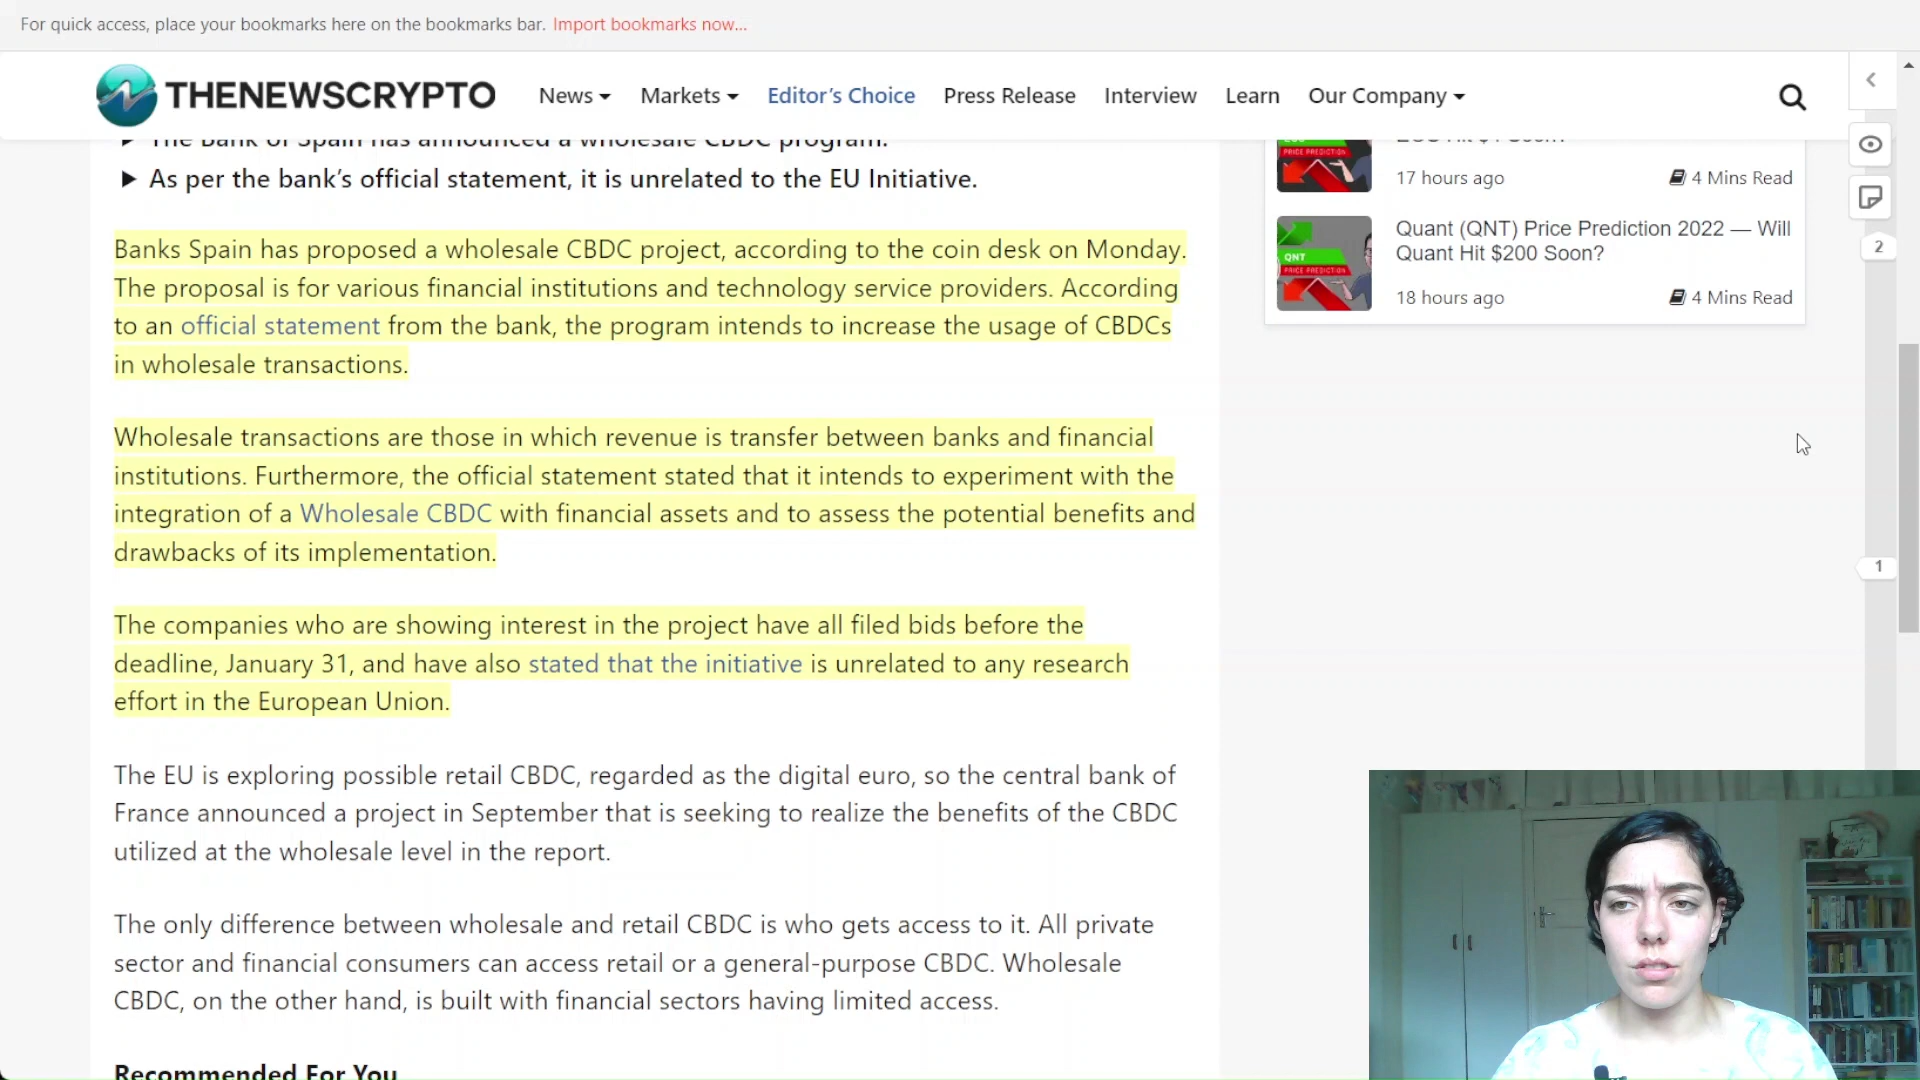 For quick access, place your bookmarks here on the bookmarks bar. Import bookmarks now...
THENEWSCRYPTO
News
Markets
Editor's Choice
Press Release
Interview
Learn
Our Company
The Bank of Spain has announced a wholesale CBDC program.
As per the bank's official statement, it is unrelated to the EU Initiative.
Banks Spain has proposed a wholesale CBDC project, according to the coin desk on Monday.
The proposal is for various financial institutions and technology service providers. According
to an official statement from the bank, the program intends to increase the usage of CBDCs
in wholesale transactions.
Wholesale transactions are those in which revenue is transfer between banks and financial
institutions. Furthermore, the official statement stated that it intends to experiment with the
integration of a Wholesale CBDC with financial assets and to assess the potential benefits and
drawbacks of its implementation.
The companies who are showing interest in the project have all filed bids before the
deadline, January 31, and have also stated that the initiative is unrelated to any research
effort in the European Union.
The EU is exploring possible retail CBDC, regarded as the digital euro, so the central bank of
France announced a project in September that is seeking to realize the benefits of the CBDC
utilized at the wholesale level in the report.
The only difference between wholesale and retail CBDC is who gets access to it. All private
sector and financial consumers can access retail or a general-purpose CBDC. Wholesale
CBDC, on the other hand, is built with financial sectors having limited access.
Recommended For You
PRICE PREDICTION
17 hours ago
4 Mins Read
QNT
PRICE PREDICTION
Quant (QNT) Price Prediction 2022 — Will
Quant Hit $200 Soon?
18 hours ago
4 Mins Read
2
1